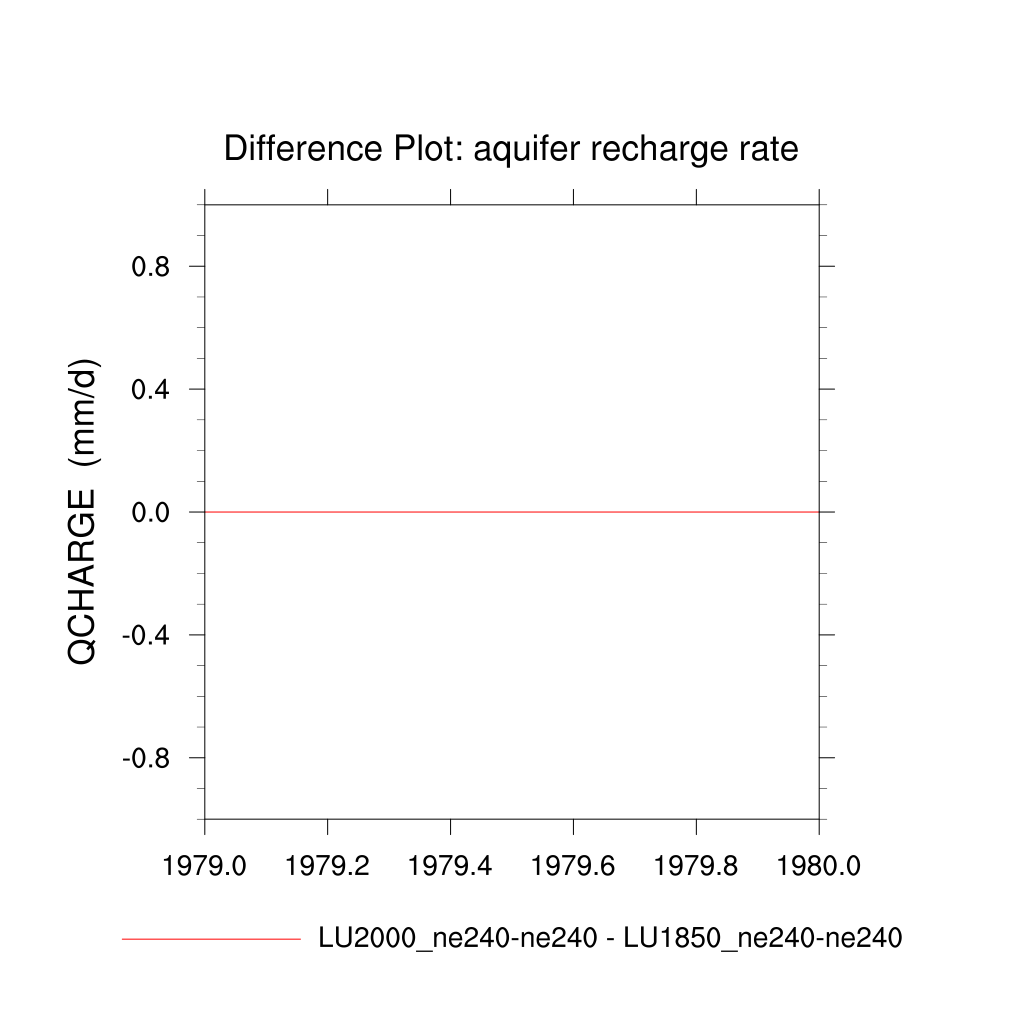 Difference Plot: aquifer recharge rate
QCHARGE (mm/d)
0.8
0.4
0.0
-0.4
-0.8
1979.0 1979.2 1979.4 1979.6 1979.8 1980.0
LU2000_ne240-ne240 - LU1850_ne240-ne240